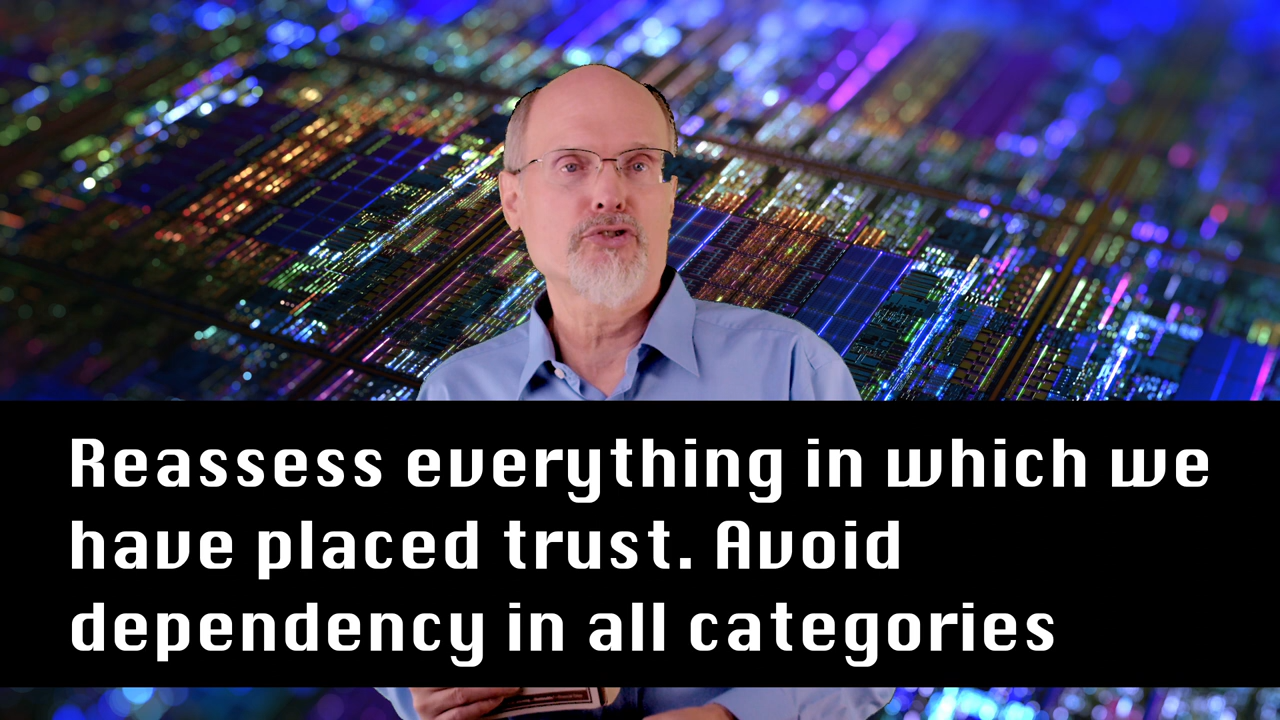 Reassess everything in which we
have placed trust. Avoid
dependency in all categories